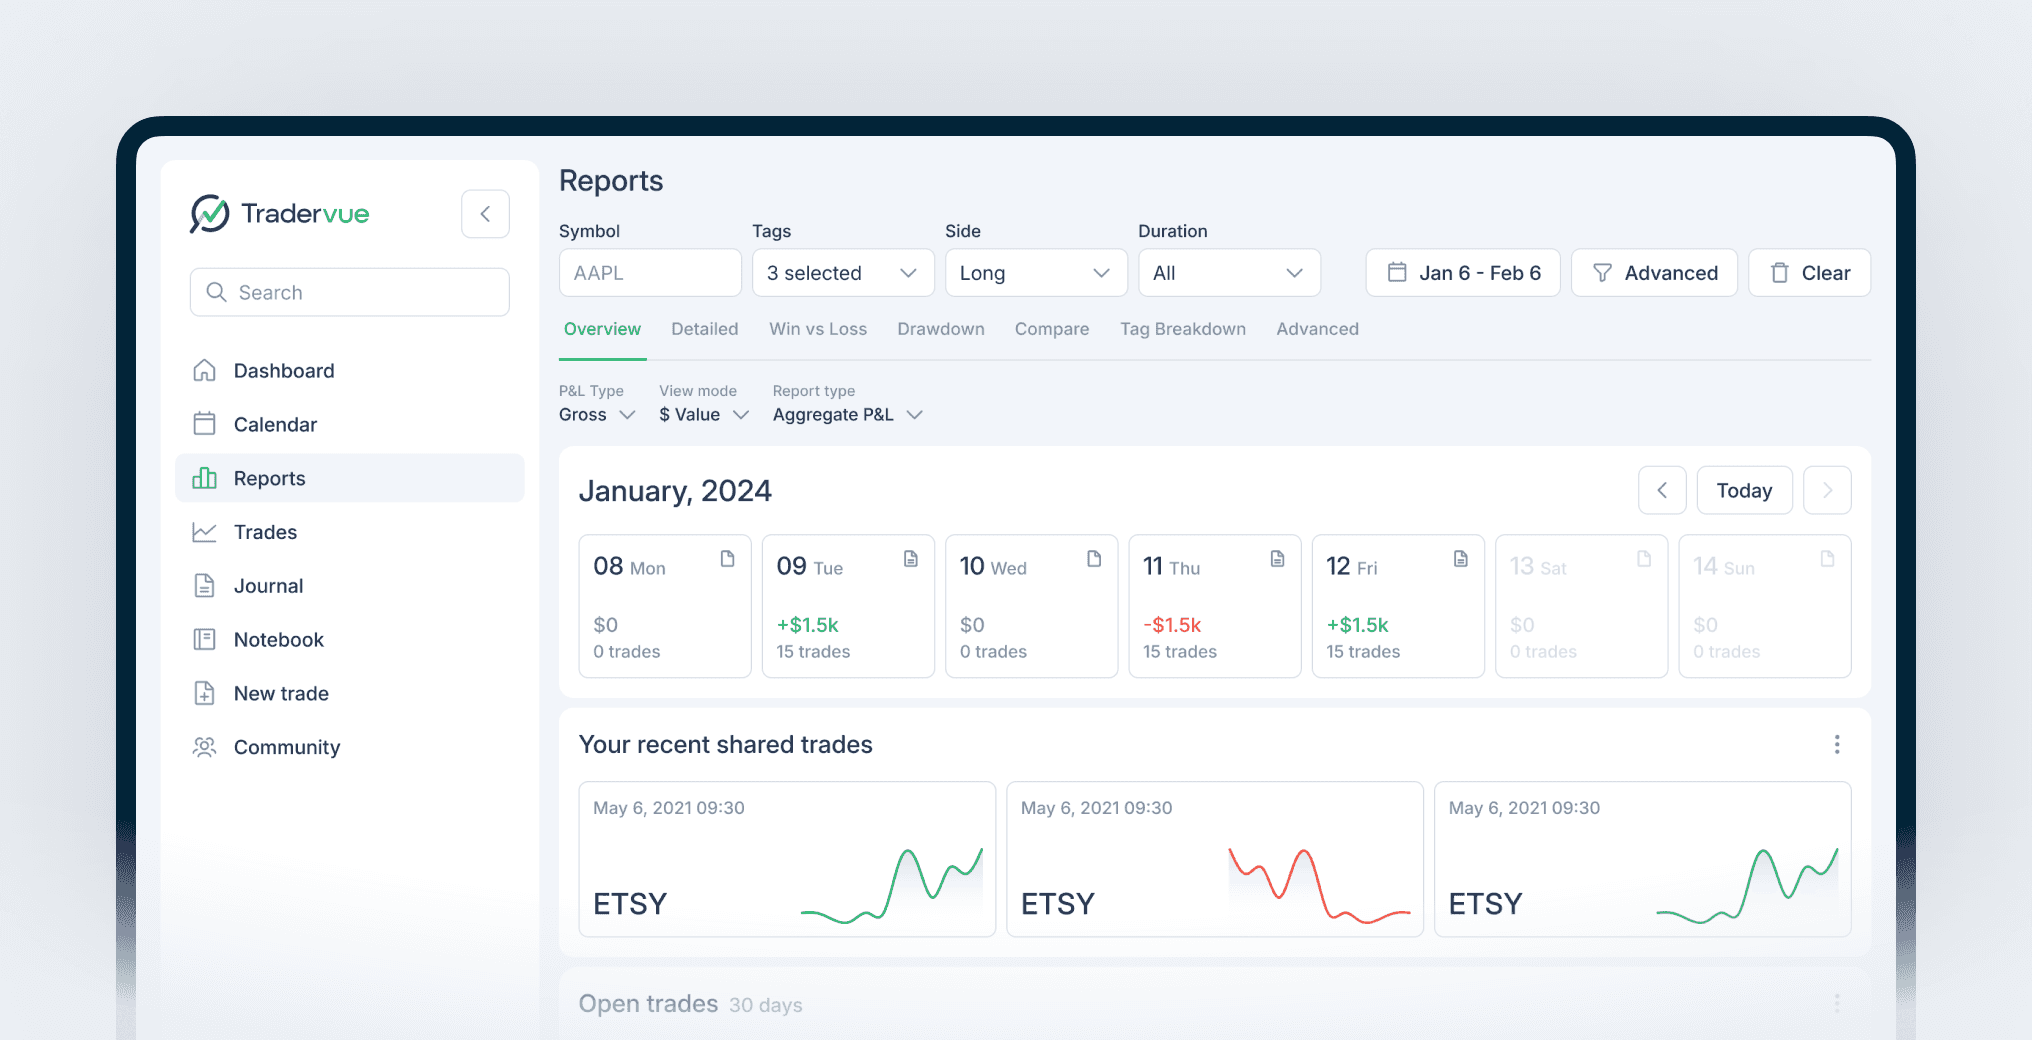 Tradervue
Search
Dashboard
Calendar
Reports
Trades
Journal
Notebook
New trade
Community
Reports
Symbol Tags Side Duration
AAPL 3 selected Long All Jan 6 - Feb 6 Advanced Clear
Overview Detailed Win vs Loss Drawdown Compare Tag Breakdown Advanced
P&L Type View mode Report type
Gross $ Value Aggregate P&L
January, 2024 Today
08 Mon 09 Tue 10 Wed 11 Thu 12 Fri 13 Sat 14 Sun
$0 +$1.5k $0 -$1.5k +$1.5k $0 $0
0 trades 15 trades 0 trades 15 trades 15 trades 0 trades 0 trades
Your recent shared trades
May 6, 2021 09:30 May 6, 2021 09:30 May 6, 2021 09:30
ETSY ETSY ETSY
Open trades 30 days